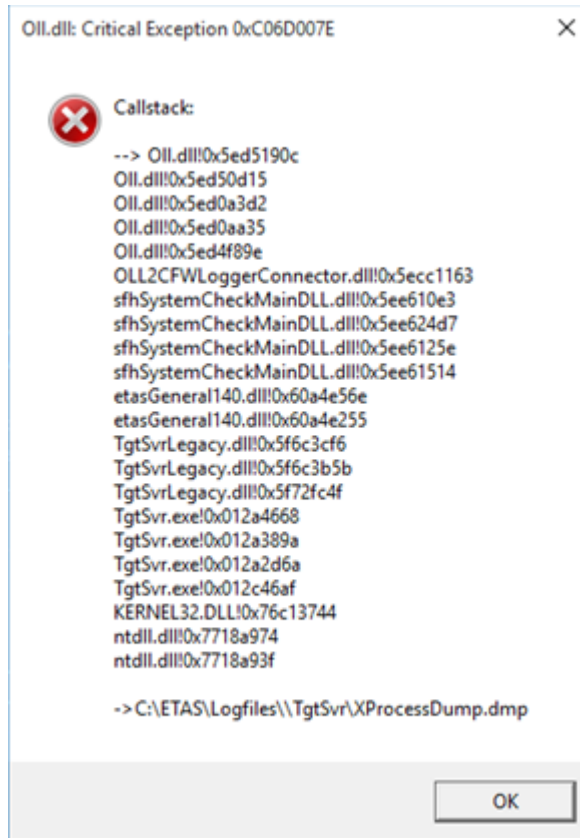 Oll.dll: Critical Exception 0xC06D007E
Callstack:
--> Oll.dll!0x5ed5190c
Oll.dll!0x5ed50d15
Oll.dll!0x5ed0a3d2
Oll.dll!0x5ed0aa35
Oll.dll!0x5ed4f89e
OLL2CFWLoggerConnector.dll!0x5ecc1163
sfhSystemCheckMainDLL.dll!0x5ee610e3
sfhSystemCheckMainDLL.dll!0x5ee624d7
sfhSystemCheckMainDLL.dll!0x5ee6125e
sfhSystemCheckMainDLL.dll!0x5ee61514
etasGeneral140.dll!0x60a4e56e
etasGeneral140.dll!0x60a4e255
TgtSvrLegacy.dll!0x5f6c3cf6
TgtSvrLegacy.dll!0x5f6c3b5b
TgtSvrLegacy.dll!0x5f72fc4f
TgtSvr.exe!0x012a4668
TgtSvr.exe!0x012a389a
TgtSvr.exe!0x012a2d6a
TgtSvr.exe!0x012c46af
KERNEL32.DLL!0x76c13744
ntdll.dll!0x7718a974
ntdll.dll!0x7718a93f
->C:\ETAS\Logfiles\\TgtSvr\XProcessDump.dmp
OK